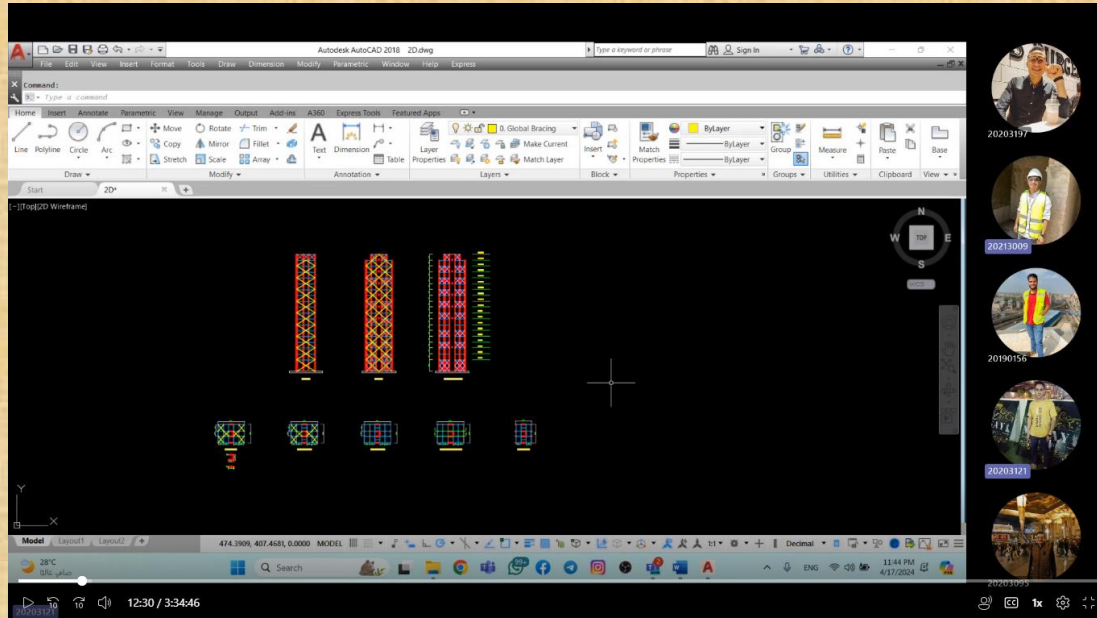 Autodesk AutoCAD 2018 2D.dwg
Type a keyword or phrase
Sign In
File Edit View Insert Format Tools Draw Dimension Modify Parametric Window Help Express
Command:
Type a command
Home Insert Annotate Parametric View Manage Output Add-ins A360 Express Tools Featured Apps
Line Polyline Circle Arc
Move Rotate Trim
Copy Mirror Fillet
Stretch Scale Array
Text Dimension Table
Layer Properties
0. Global Bracing
Make Current
Match Layer
Insert
Match Properties
ByLayer
ByLayer
ByLayer
Group
Measure
Paste
Base
Draw Modify Annotation Layers Block Properties Groups Utilities Clipboard View
Start 2D*
[-][Top][2D Wireframe]
N
W TOP E
S
WCS
Y
X
Model Layout1 Layout2
474.3909, 407.4681, 0.0000 MODEL
1:1
Decimal
28°C
صافي غالبًا
Search
ENG
11:44 PM
4/17/2024
20203197
20213009
20190156
20203121
20203095
10 10
12:30 / 3:34:46
CC 1x
20203121